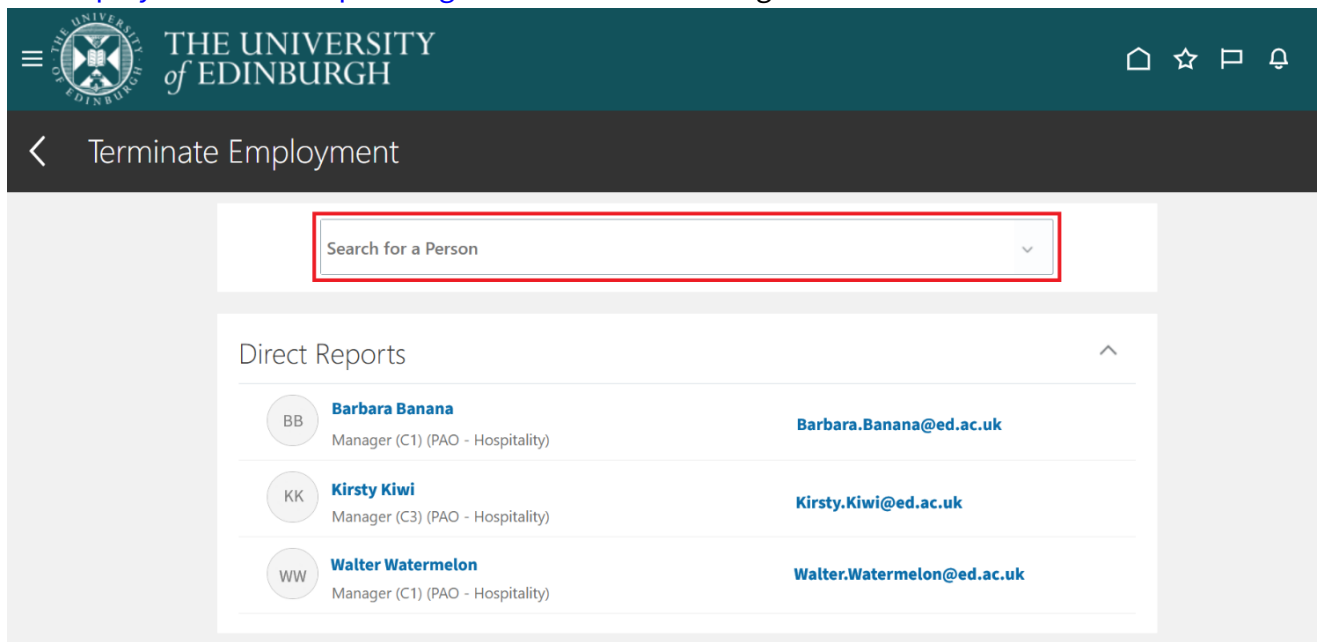 THE UNIVERSITY
of EDINBURGH
Terminate Employment
Search for a Person
Direct Reports
BB
Barbara Banana
Manager (C1) (PAO - Hospitality)
Barbara.Banana@ed.ac.uk
KK
Kirsty Kiwi
Manager (C3) (PAO - Hospitality)
Kirsty.Kiwi@ed.ac.uk
WW
Walter Watermelon
Manager (C1) (PAO - Hospitality)
Walter.Watermelon@ed.ac.uk